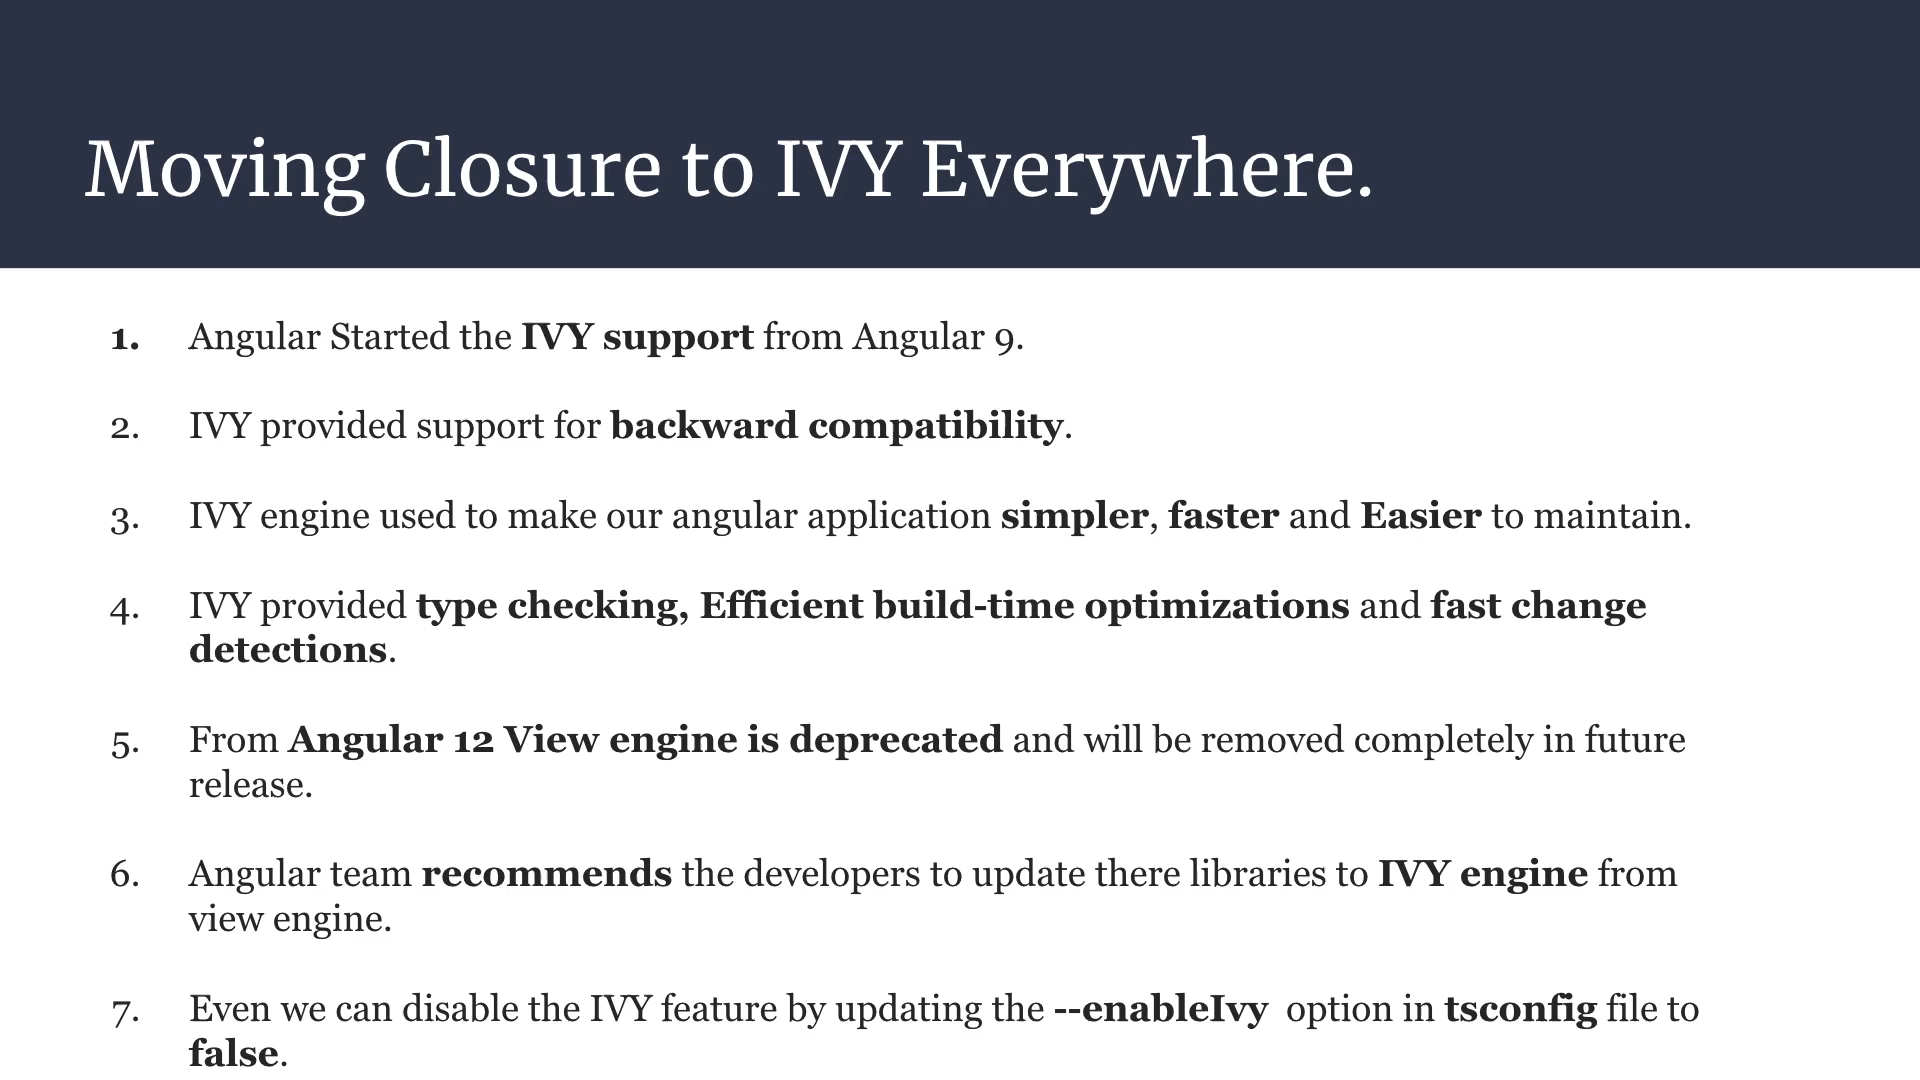 Moving Closure to IVY Everywhere.
1. Angular Started the IVY support from Angular 9.
2. IVY provided support for backward compatibility.
3. IVY engine used to make our angular application simpler, faster and Easier to maintain.
4. IVY provided type checking, Efficient build-time optimizations and fast change
detections.
5. From Angular 12 View engine is deprecated and will be removed completely in future
release.
6. Angular team recommends the developers to update there libraries to IVY engine from
view engine.
7. Even we can disable the IVY feature by updating the --enableIvy  option in tsconfig file to
false.